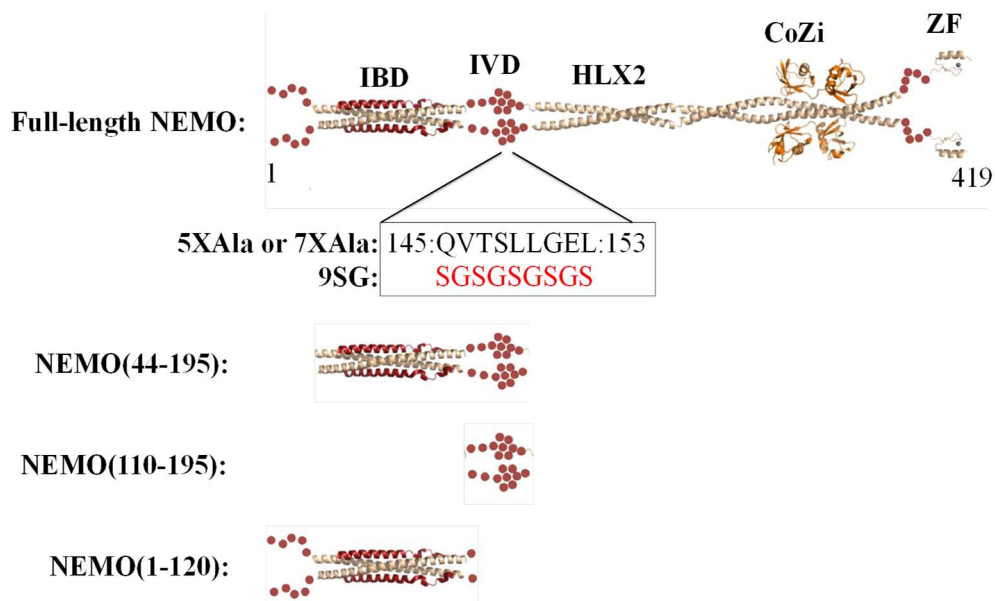 ZF
CoZi
IVD
IBD
HLX2
Full-length NEMO:
1
419
5XAla or 7XAla: 145:QVTSLLGEL:153
9SG: SGSGSGSGS
NEMO(44-195):
NEMO(110-195):
NEMO(1-120):